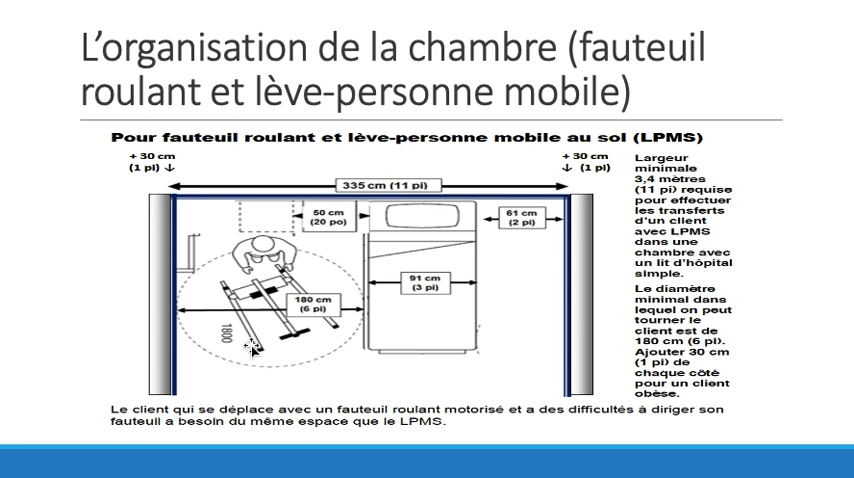 L'organisation de la chambre (fauteuil
roulant et lève-personne mobile)
Pour fauteuil roulant et lève-personne mobile au sol (LPMS)
+ 30 cm
(1 pi) ↓
+ 30 cm
↓ (1 pi)
335 cm (11 pi)
50 cm
(20 po)
61 cm
(2 pi)
91 cm
(3 pi)
180 cm
(6 pi)
1800
Largeur
minimale
3,4 mètres
(11 pi) requise
pour effectuer
les transferts
d'un client
avec LPMS
dans une
chambre avec
un lit d'hôpital
simple.
Le diamètre
minimal dans
lequel on peut
tourner le
client est de
180 cm (6 pi).
Ajouter 30 cm
(1 pi) de
chaque côté
pour un client
obèse.
Le client qui se déplace avec un fauteuil roulant motorisé et a des difficultés à diriger son
fauteuil a besoin du même espace que le LPMS.